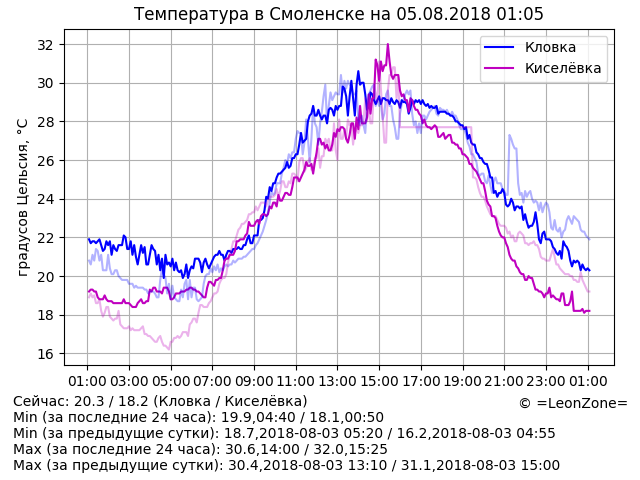 Температура в Смоленске на 05.08.2018 01:05
Кловка
Киселёвка
градусов Цельсия, °C
32
30
28
26
24
22
20
18
16
01:00 03:00 05:00 07:00 09:00 11:00 13:00 15:00 17:00 19:00 21:00 23:00 01:00
Сейчас: 20.3 / 18.2 (Кловка / Киселёвка)
© =LeonZone=
Min (за последние 24 часа): 19.9,04:40 / 18.1,00:50
Min (за предыдущие сутки): 18.7,2018-08-03 05:20 / 16.2,2018-08-03 04:55
Max (за последние 24 часа): 30.6,14:00 / 32.0,15:25
Max (за предыдущие сутки): 30.4,2018-08-03 13:10 / 31.1,2018-08-03 15:00